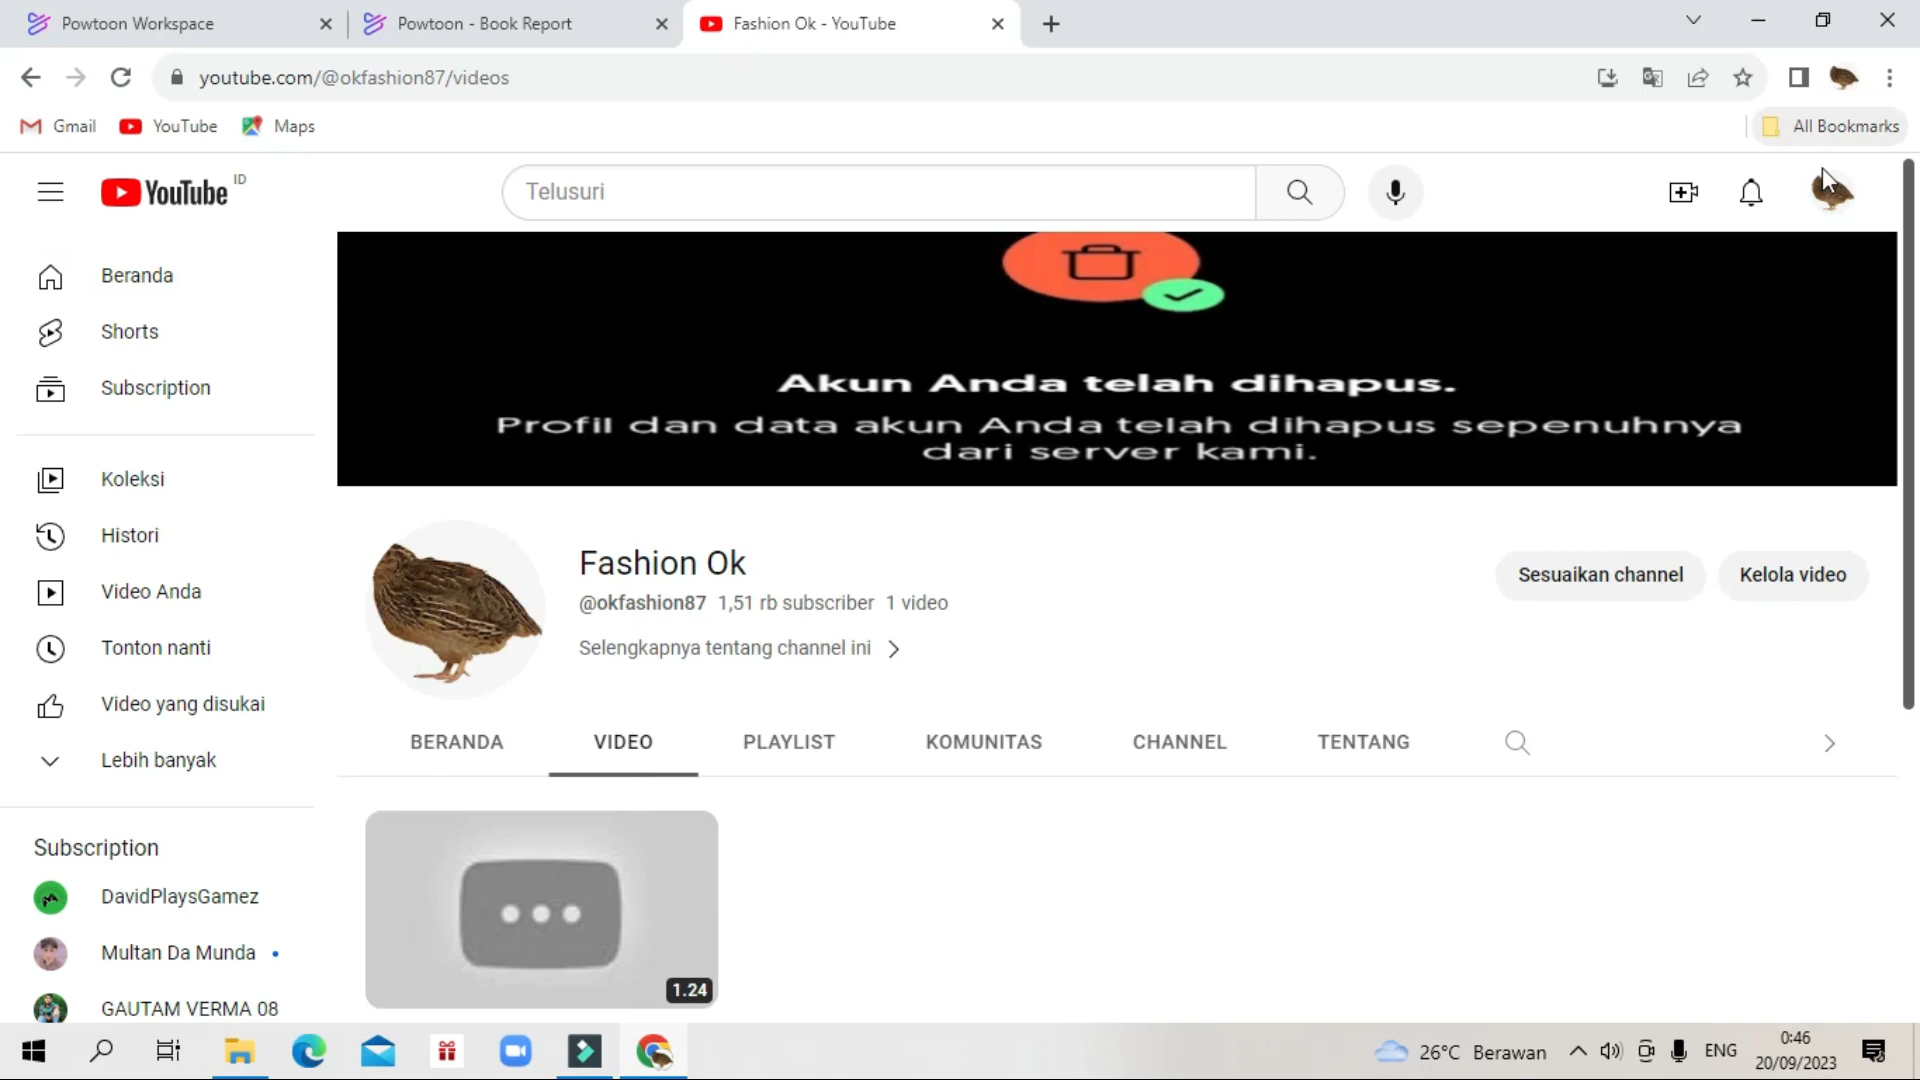 Powtoon Workspace
Powtoon - Book Report
Fashion Ok - YouTube
youtube.com/@okfashion87/videos
Gmail
YouTube
Maps
All Bookmarks
YouTube ID
Telusuri
Beranda
Shorts
Subscription
Koleksi
Histori
Video Anda
Tonton nanti
Video yang disukai
Lebih banyak
Subscription
DavidPlaysGamez
Multan Da Munda
GAUTAM VERMA 08
Akun Anda telah dihapus.
Profil dan data akun Anda telah dihapus sepenuhnya
dari server kami.
Fashion Ok
@okfashion87 1,51 rb subscriber 1 video
Selengkapnya tentang channel ini
Sesuaikan channel
Kelola video
BERANDA
VIDEO
PLAYLIST
KOMUNITAS
CHANNEL
TENTANG
1.24
26°C Berawan
ENG
0:46
20/09/2023